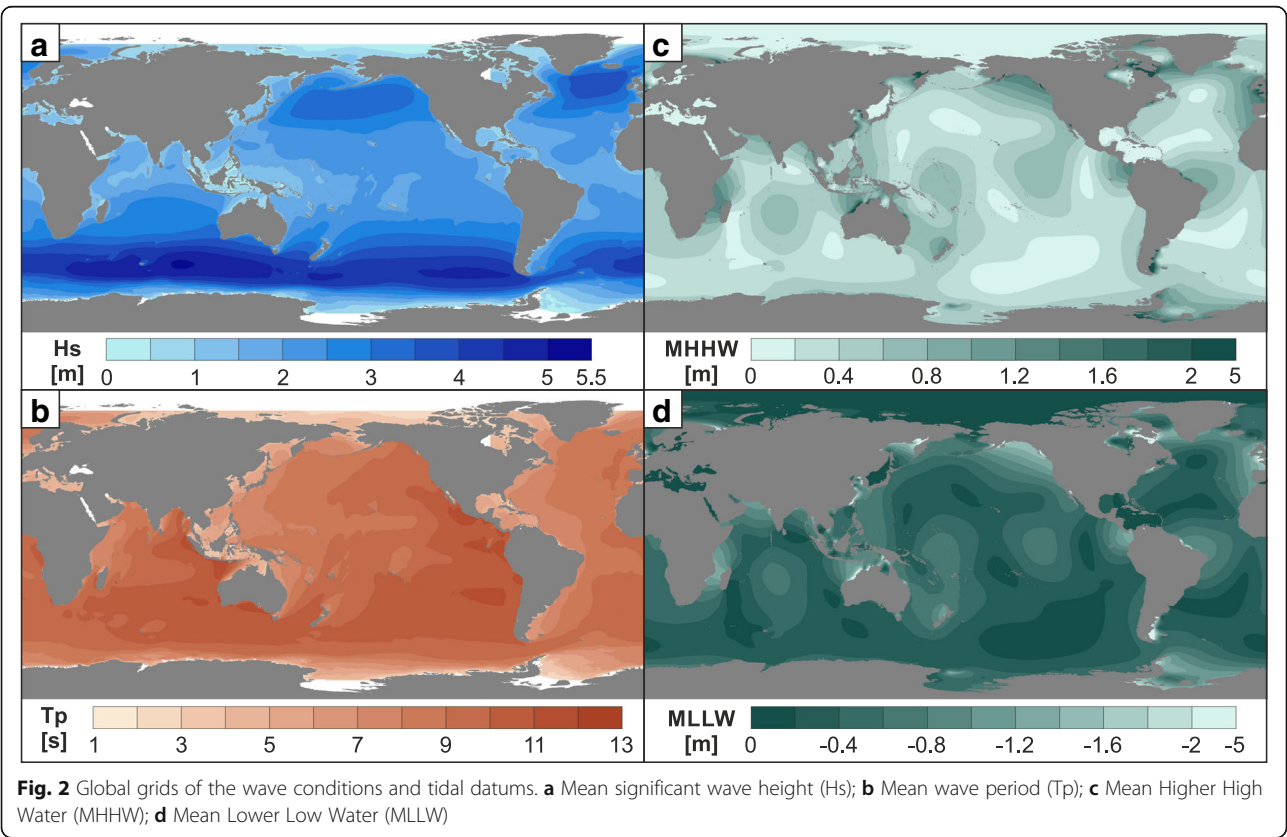 a
Hs
[m]
0 1 2 3 4 5 5.5
b
Tp
[s]
1 3 5 7 9 11 13
c
MHHW
[m]
0 0.4 0.8 1.2 1.6 2 5
d
MLLW
[m]
0 -0.4 -0.8 -1.2 -1.6 -2 -5
Fig. 2 Global grids of the wave conditions and tidal datums. a Mean significant wave height (Hs); b Mean wave period (Tp); c Mean Higher High
Water (MHHW); d Mean Lower Low Water (MLLW)